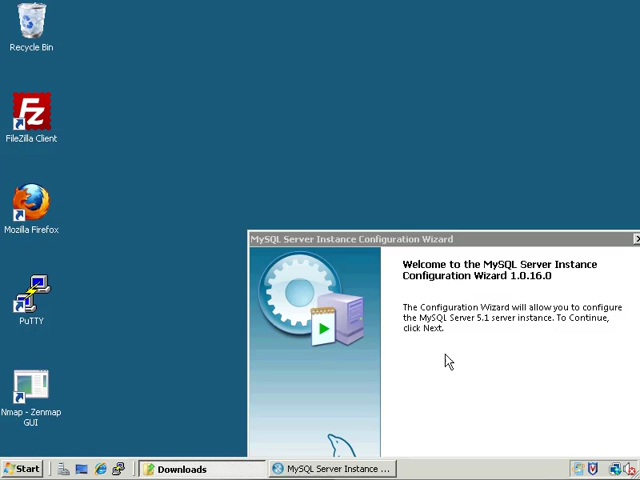 Recycle Bin
FileZilla Client
Mozilla Firefox
PuTTY
Nmap - Zenmap
GUI
MySQL Server Instance Configuration Wizard
Welcome to the MySQL Server Instance
Configuration Wizard 1.0.16.0
The Configuration Wizard will allow you to configure
the MySQL Server 5.1 server instance. To Continue,
click Next.
Start
Downloads
MySQL Server Instance ...